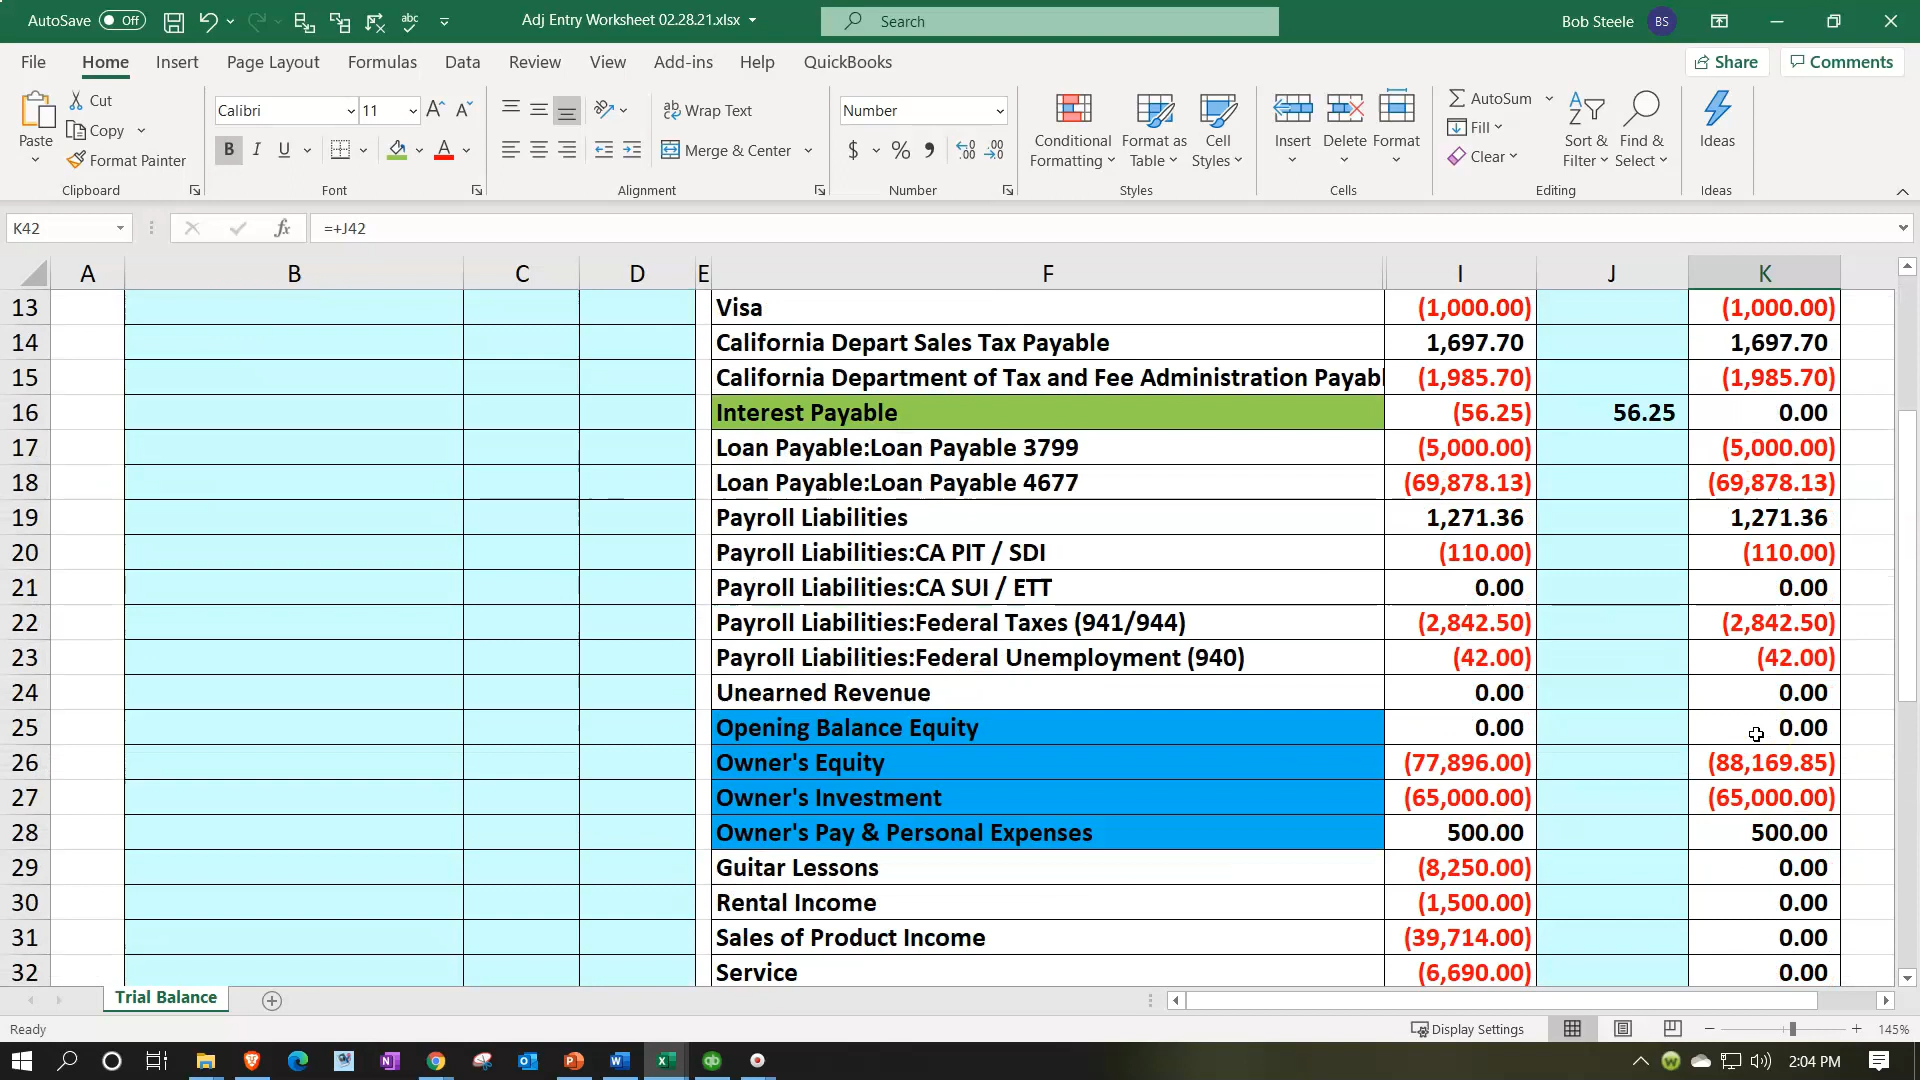 AutoSave Off Adj Entry Worksheet 02.28.21.xlsx Search Bob Steele BS
File Home Insert Page Layout Formulas Data Review View Add-ins Help QuickBooks Share Comments
Paste Cut Copy Format Painter Clipboard
Calibri 11 A A B I U A Font
ab Wrap Text Merge & Center Alignment
Number $ % 9 Number
Conditional Formatting Format as Table Cell Styles Styles
Insert Delete Format Cells
AutoSum Fill Clear Sort & Filter Find & Select Editing
Ideas Ideas
K42 fx =+J42
A B C D E F I J K
13 Visa (1,000.00) (1,000.00)
14 California Depart Sales Tax Payable 1,697.70 1,697.70
15 California Department of Tax and Fee Administration Payabl (1,985.70) (1,985.70)
16 Interest Payable (56.25) 56.25 0.00
17 Loan Payable:Loan Payable 3799 (5,000.00) (5,000.00)
18 Loan Payable:Loan Payable 4677 (69,878.13) (69,878.13)
19 Payroll Liabilities 1,271.36 1,271.36
20 Payroll Liabilities:CA PIT / SDI (110.00) (110.00)
21 Payroll Liabilities:CA SUI / ETT 0.00 0.00
22 Payroll Liabilities:Federal Taxes (941/944) (2,842.50) (2,842.50)
23 Payroll Liabilities:Federal Unemployment (940) (42.00) (42.00)
24 Unearned Revenue 0.00 0.00
25 Opening Balance Equity 0.00 0.00
26 Owner's Equity (77,896.00) (88,169.85)
27 Owner's Investment (65,000.00) (65,000.00)
28 Owner's Pay & Personal Expenses 500.00 500.00
29 Guitar Lessons (8,250.00) 0.00
30 Rental Income (1,500.00) 0.00
31 Sales of Product Income (39,714.00) 0.00
32 Service (6,690.00) 0.00
Trial Balance
Ready Display Settings 145%
2:04 PM